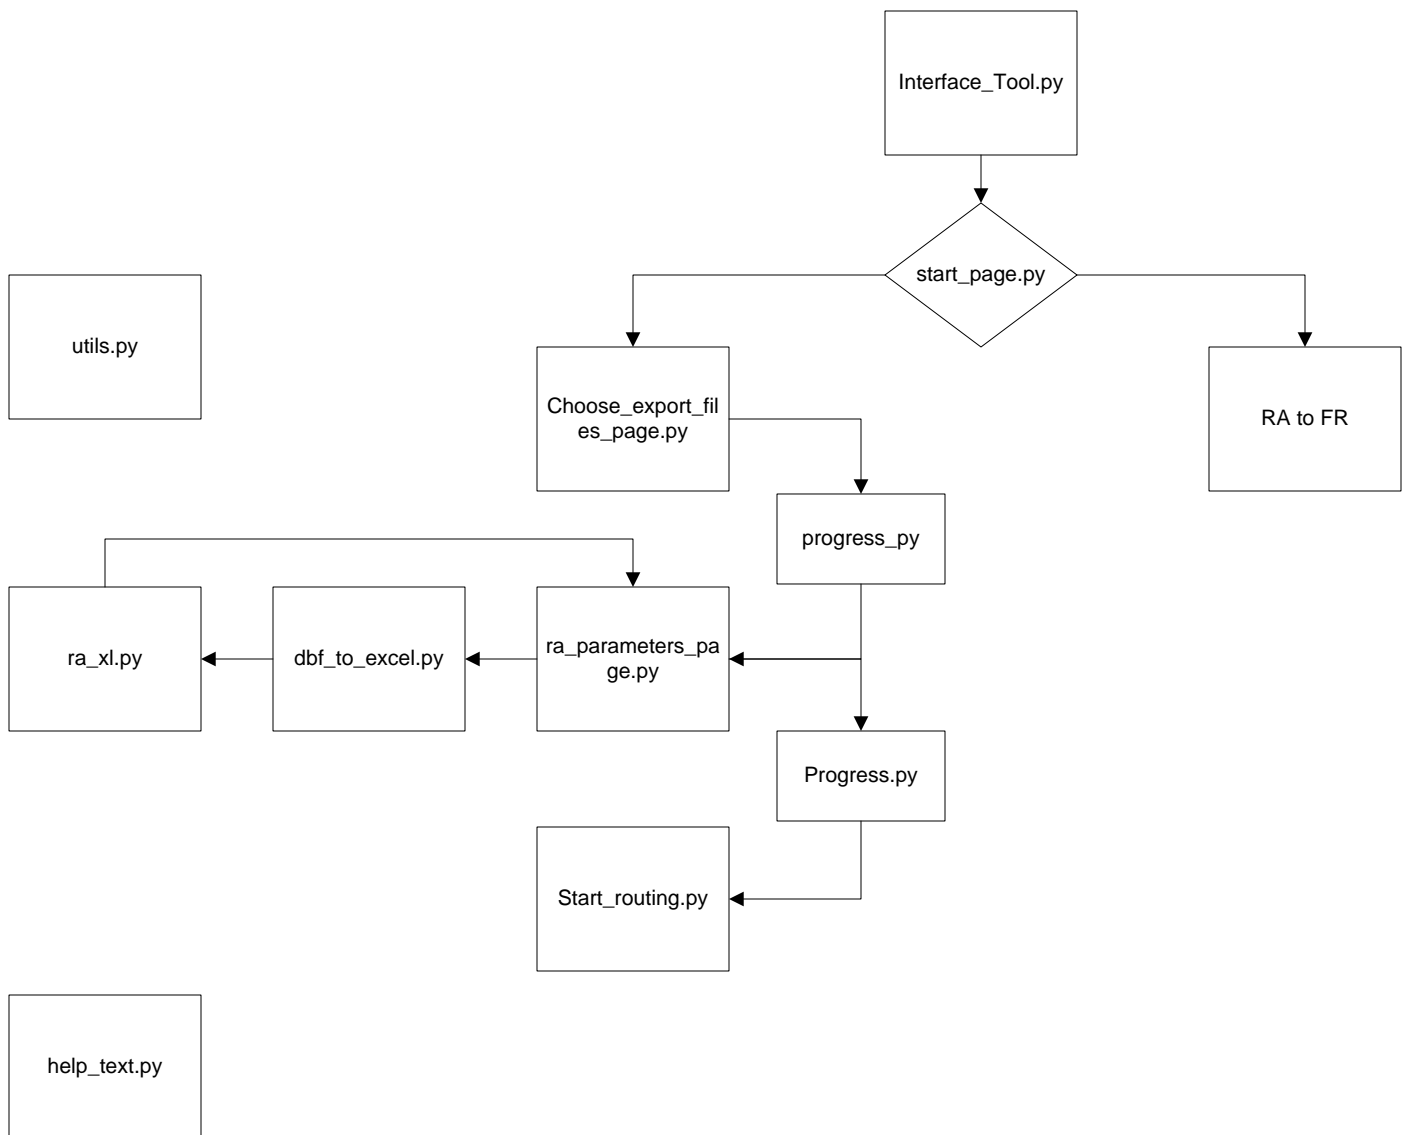 Interface_Tool.py
start_page.py
utils.py
Choose_export_fil
es_page.py
RA to FR
progress_py
ra_xl.py
dbf_to_excel.py
ra_parameters_pa
ge.py
Progress.py
Start_routing.py
help_text.py